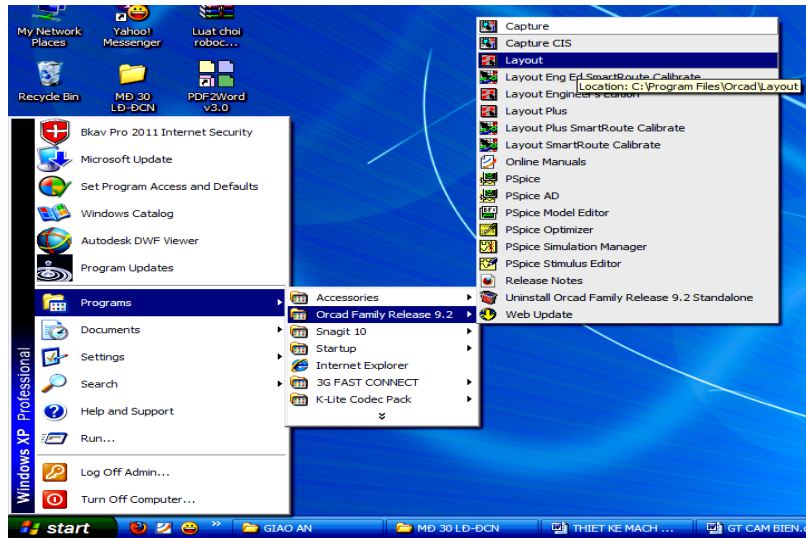 My Network
Places
Yahoo!
Messenger
Luat choi
roboc...
Recycle Bin
MĐ 30
LĐ-ĐCN
PDF2Word
v3.0
Bkav Pro 2011 Internet Security
Microsoft Update
Set Program Access and Defaults
Windows Catalog
Autodesk DWF Viewer
Program Updates
Programs
Documents
Settings
Search
Help and Support
Run...
Log Off Admin...
Turn Off Computer...
Windows XP Professional
Accessories
Orcad Family Release 9.2
Snagit 10
Startup
Internet Explorer
3G FAST CONNECT
K-Lite Codec Pack
Capture
Capture CIS
Layout
Layout Eng Ed SmartRoute Calibrate
Location: C:\Program Files\Orcad\Layout
Layout Engineer's Edition
Layout Plus
Layout Plus SmartRoute Calibrate
Layout SmartRoute Calibrate
Online Manuals
PSpice
PSpice AD
PSpice Model Editor
PSpice Optimizer
PSpice Simulation Manager
PSpice Stimulus Editor
Release Notes
Uninstall Orcad Family Release 9.2 Standalone
Web Update
start
GIAO AN
MĐ 30 LĐ-ĐCN
THIET KE MACH ...
GT CAM BIEN.